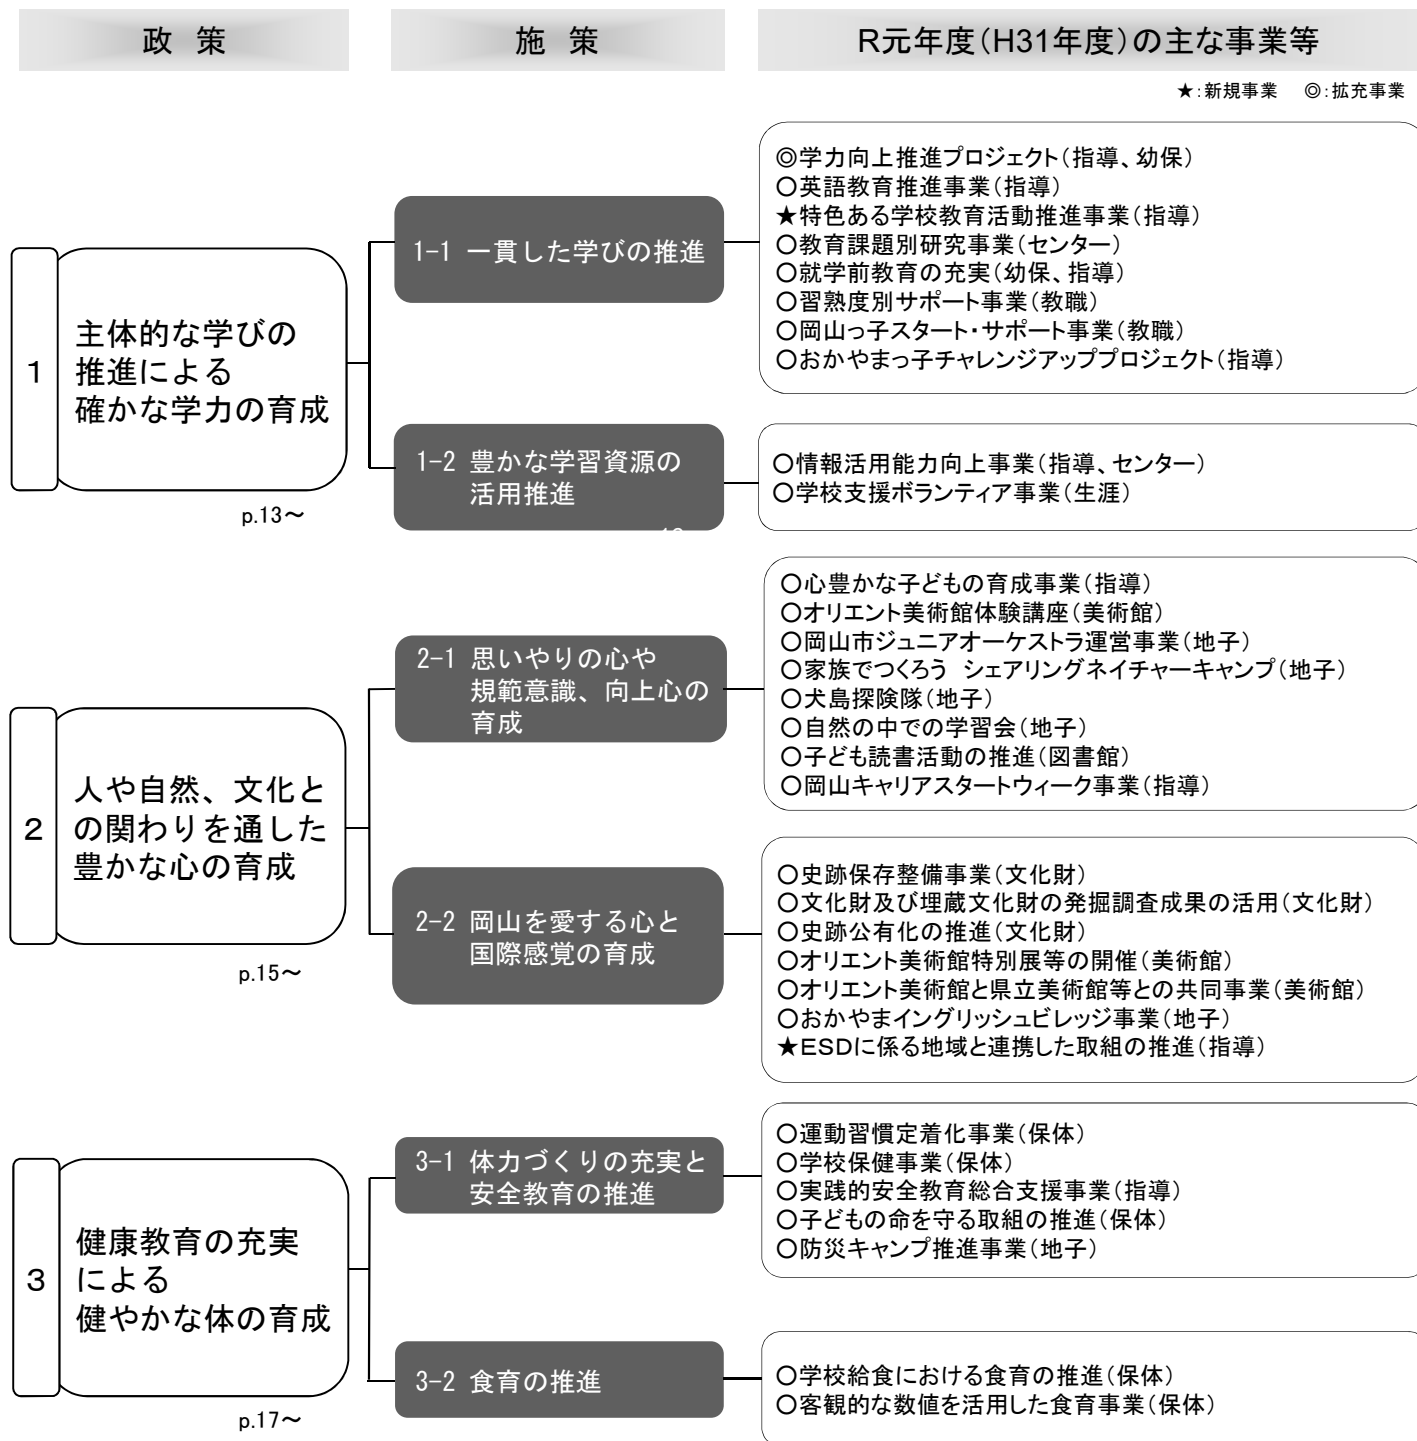 政 策
施 策
R元年度(H31年度)の主な事業等
★:新規事業 ◎:拡充事業
1
主体的な学びの
推進による
確かな学力の育成
p.13～
1-1 一貫した学びの推進
◎学力向上推進プロジェクト(指導、幼保)
○英語教育推進事業(指導)
★特色ある学校教育活動推進事業(指導)
○教育課題別研究事業(センター)
○就学前教育の充実(幼保、指導)
○習熟度別サポート事業(教職)
○岡山っ子スタート・サポート事業(教職)
○おかやまっ子チャレンジアッププロジェクト(指導)
1-2 豊かな学習資源の
活用推進
○情報活用能力向上事業(指導、センター)
○学校支援ボランティア事業(生涯)
2
人や自然、文化と
の関わりを通した
豊かな心の育成
p.15～
2-1 思いやりの心や
規範意識、向上心の
育成
○心豊かな子どもの育成事業(指導)
○オリエント美術館体験講座(美術館)
○岡山市ジュニアオーケストラ運営事業(地子)
○家族でつくろう シェアリングネイチャーキャンプ(地子)
○犬島探険隊(地子)
○自然の中での学習会(地子)
○子ども読書活動の推進(図書館)
○岡山キャリアスタートウィーク事業(指導)
2-2 岡山を愛する心と
国際感覚の育成
○史跡保存整備事業(文化財)
○文化財及び埋蔵文化財の発掘調査成果の活用(文化財)
○史跡公有化の推進(文化財)
○オリエント美術館特別展等の開催(美術館)
○オリエント美術館と県立美術館等との共同事業(美術館)
○おかやまイングリッシュビレッジ事業(地子)
★ESDに係る地域と連携した取組の推進(指導)
3
健康教育の充実
による
健やかな体の育成
p.17～
3-1 体力づくりの充実と
安全教育の推進
○運動習慣定着化事業(保体)
○学校保健事業(保体)
○実践的安全教育総合支援事業(指導)
○子どもの命を守る取組の推進(保体)
○防災キャンプ推進事業(地子)
3-2 食育の推進
○学校給食における食育の推進(保体)
○客観的な数値を活用した食育事業(保体)